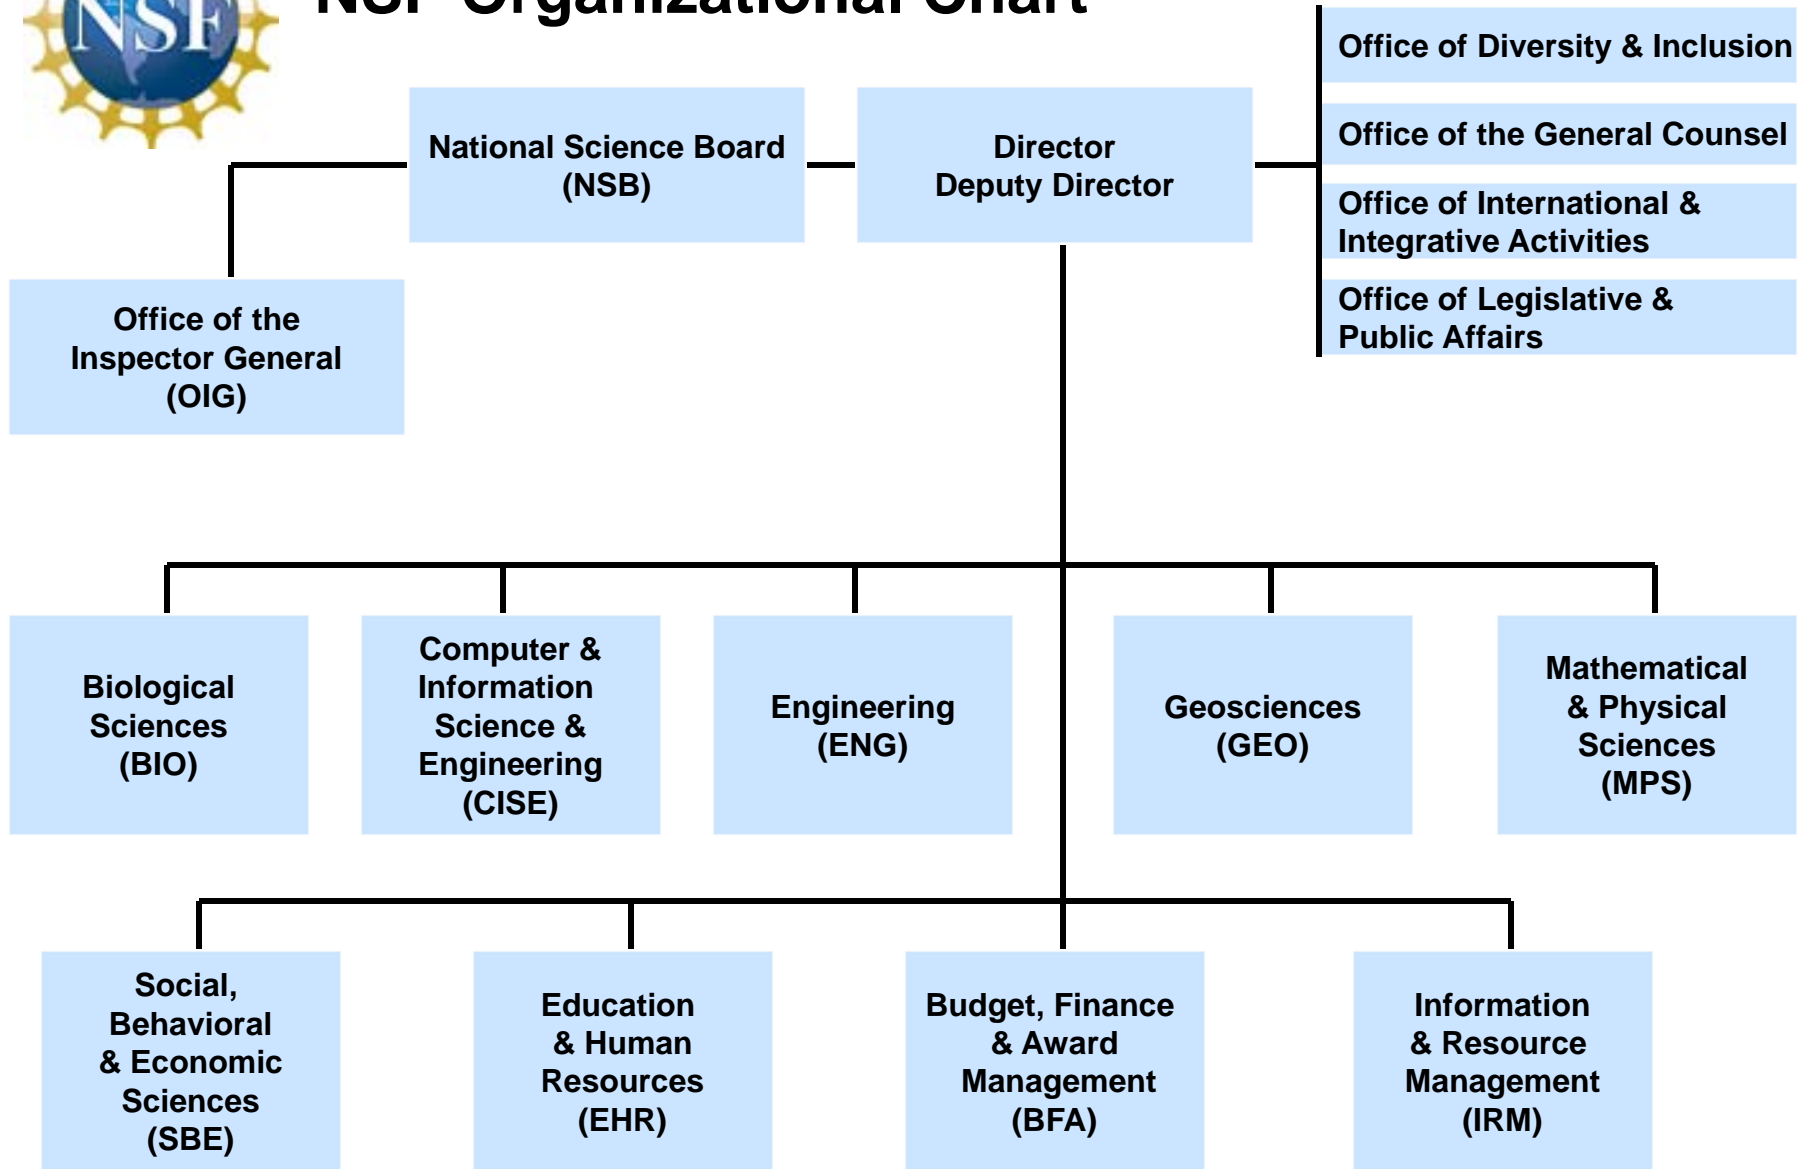 NSF Organizational Chart
NSF
Office of Diversity & Inclusion
Office of the General Counsel
Office of International &
Integrative Activities
Office of Legislative &
Public Affairs
National Science Board
(NSB)
Director
Deputy Director
Office of the
Inspector General
(OIG)
Biological
Sciences
(BIO)
Computer &
Information
Science &
Engineering
(CISE)
Engineering
(ENG)
Geosciences
(GEO)
Mathematical
& Physical
Sciences
(MPS)
Social,
Behavioral
& Economic
Sciences
(SBE)
Education
& Human
Resources
(EHR)
Budget, Finance
& Award
Management
(BFA)
Information
& Resource
Management
(IRM)